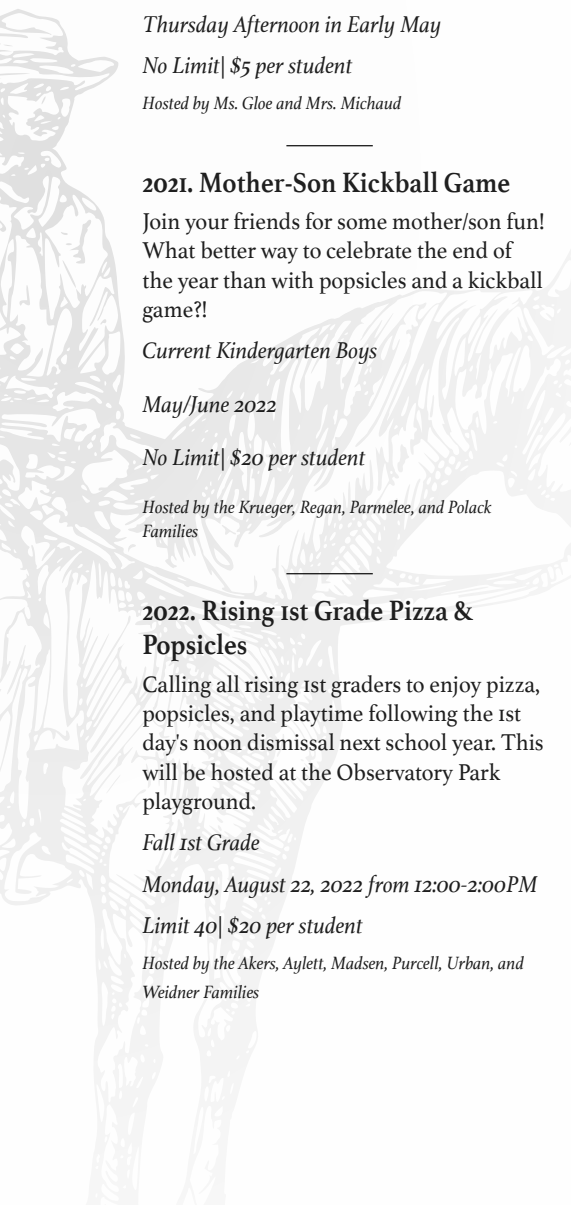 Thursday Afternoon in Early May
No Limit| $5 per student
Hosted by Ms. Gloe and Mrs. Michaud
2021. Mother-Son Kickball Game
Join your friends for some mother/son fun!
What better way to celebrate the end of
the year than with popsicles and a kickball
game?!
Current Kindergarten Boys
May/June 2022
No Limit| $20 per student
Hosted by the Krueger, Regan, Parmelee, and Polack
Families
2022. Rising 1st Grade Pizza &
Popsicles
Calling all rising 1st graders to enjoy pizza,
popsicles, and playtime following the 1st
day's noon dismissal next school year. This
will be hosted at the Observatory Park
playground.
Fall 1st Grade
Monday, August 22, 2022 from 12:00-2:00PM
Limit 40| $20 per student
Hosted by the Akers, Aylett, Madsen, Purcell, Urban, and
Weidner Families